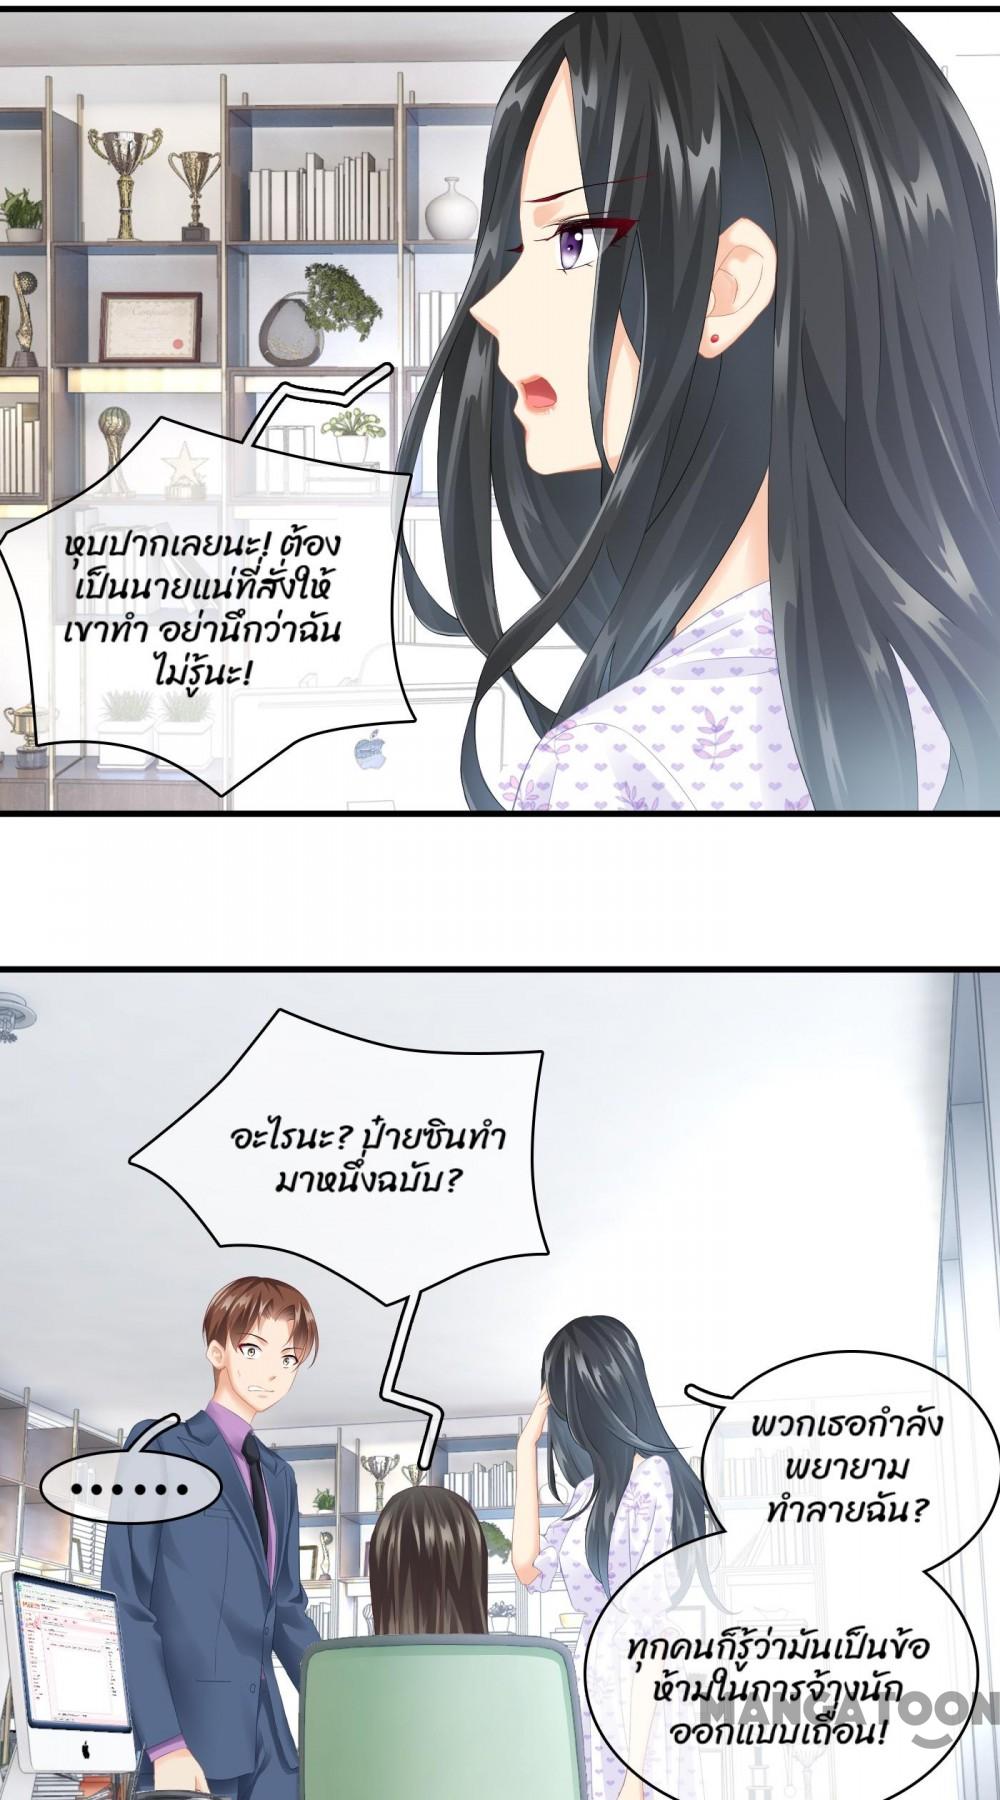 หุบปากเลยนะ! ต้อง
เป็นนายแน่ที่สั่งให้
เขาทำ อย่านึกว่าฉัน
ไม่รู้นะ!
อะไรนะ? ป๋ายซินทำ
มาหนึ่งฉบับ?
......
พวกเธอกำลัง
พยายาม
ทำลายฉัน?
ทุกคนก็รู้ว่ามันเป็นข้อ
ห้ามในการจ้างนัก
ออกแบบเถื่อน!
MANGATOON